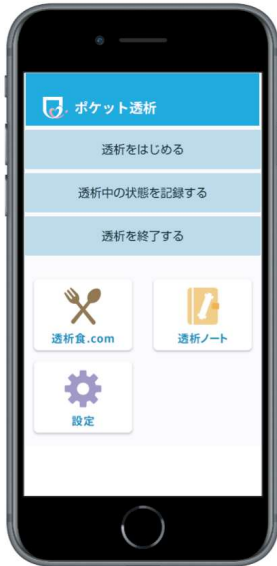 ポケット透析
透析をはじめる
透析中の状態を記録する
透析を終了する
透析食.com
透析ノート
設定